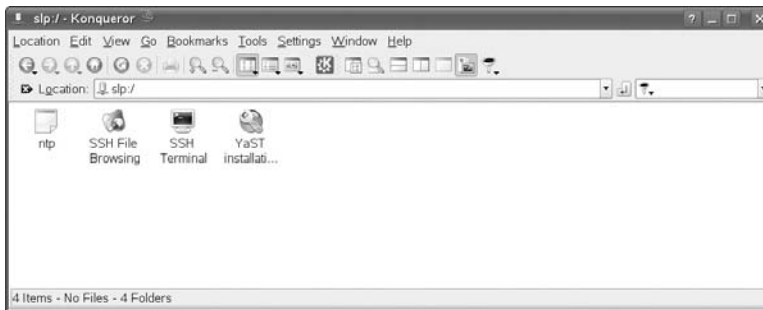 slp:/ - Konqueror
Location Edit View Go Bookmarks Tools Settings Window Help
Location: slp:/
ntp
SSH File Browsing
SSH Terminal
YaST installati...
4 Items - No Files - 4 Folders